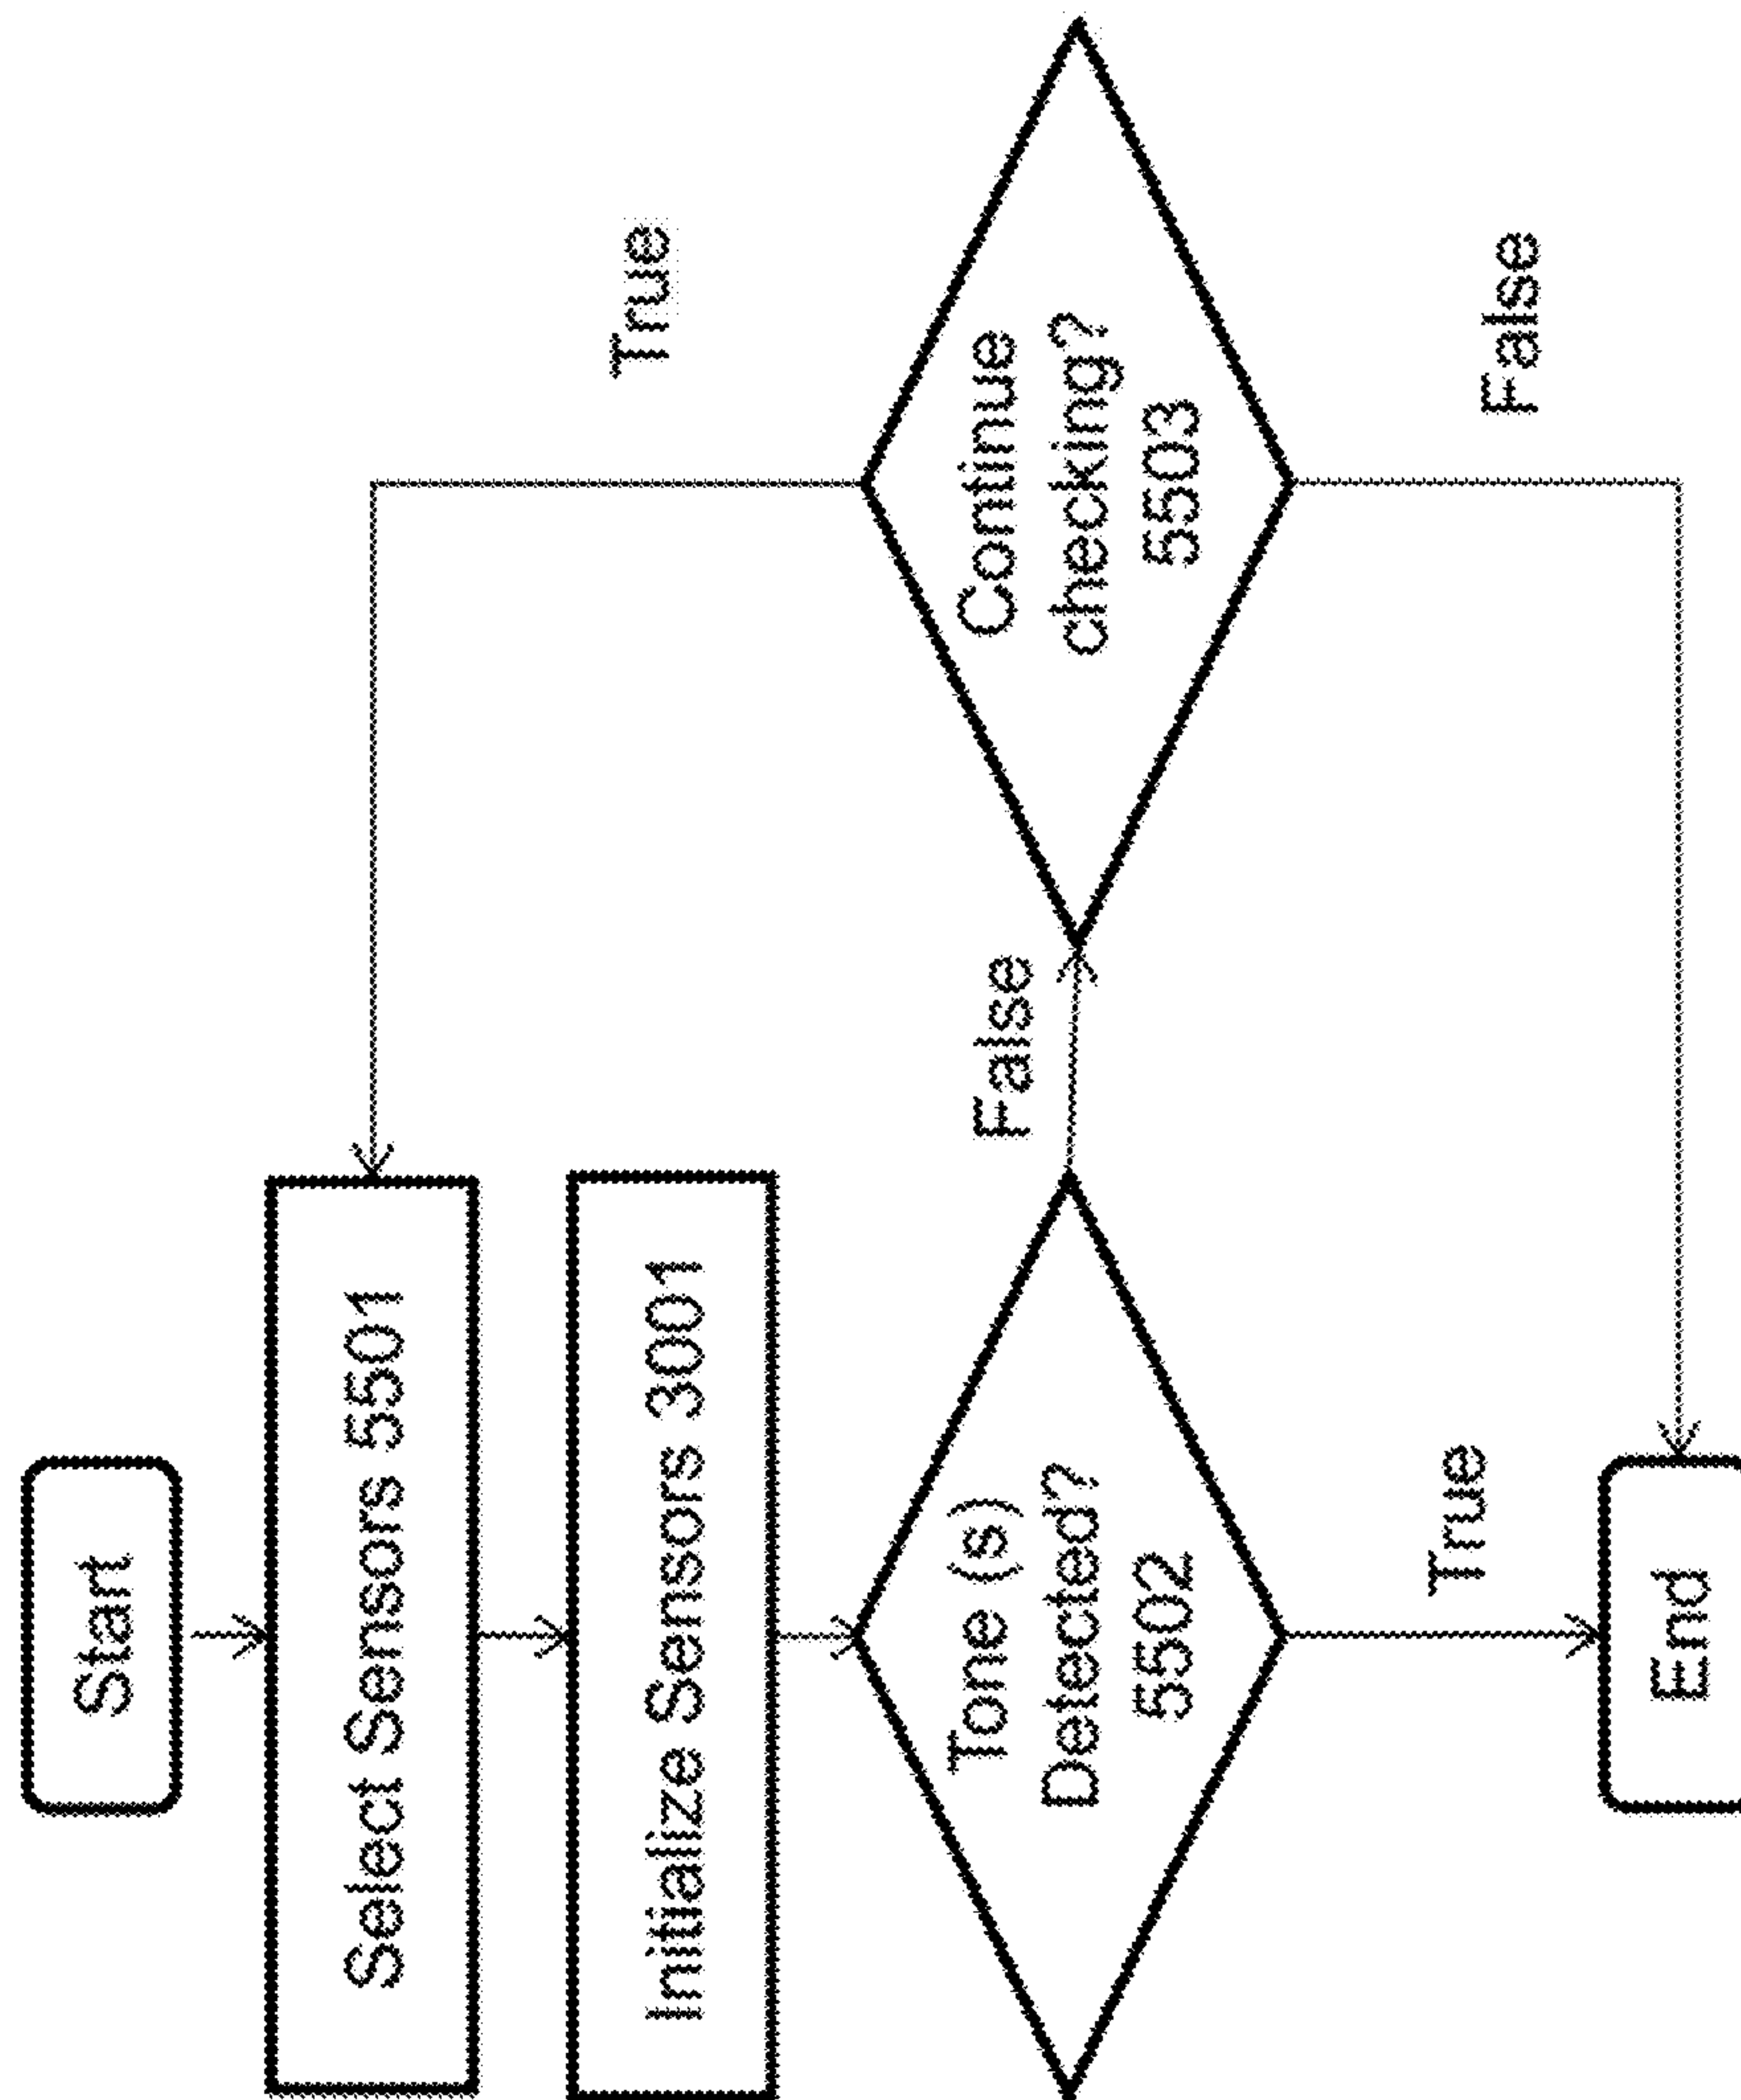 Start
Select Sensors 5501
Initialize Sensors 3001
Tone (s)
Detected?
5502
False
Continue
checking?
5503
True
False
True
End